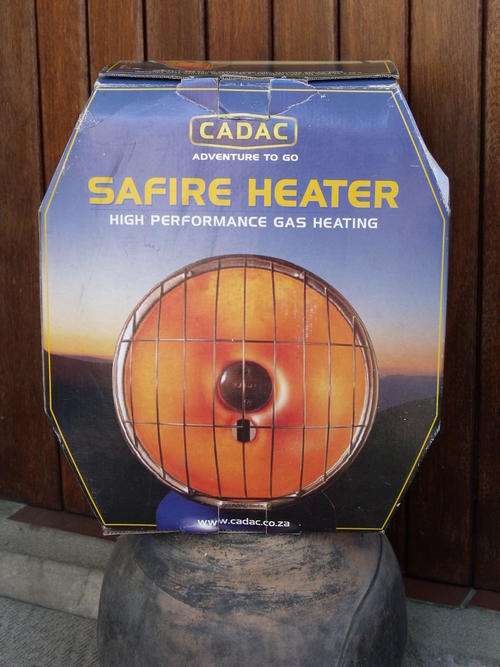 CADAC
ADVENTURE TO GO
SAFIRE HEATER
HIGH PERFORMANCE GAS HEATING
www.cadac.co.za